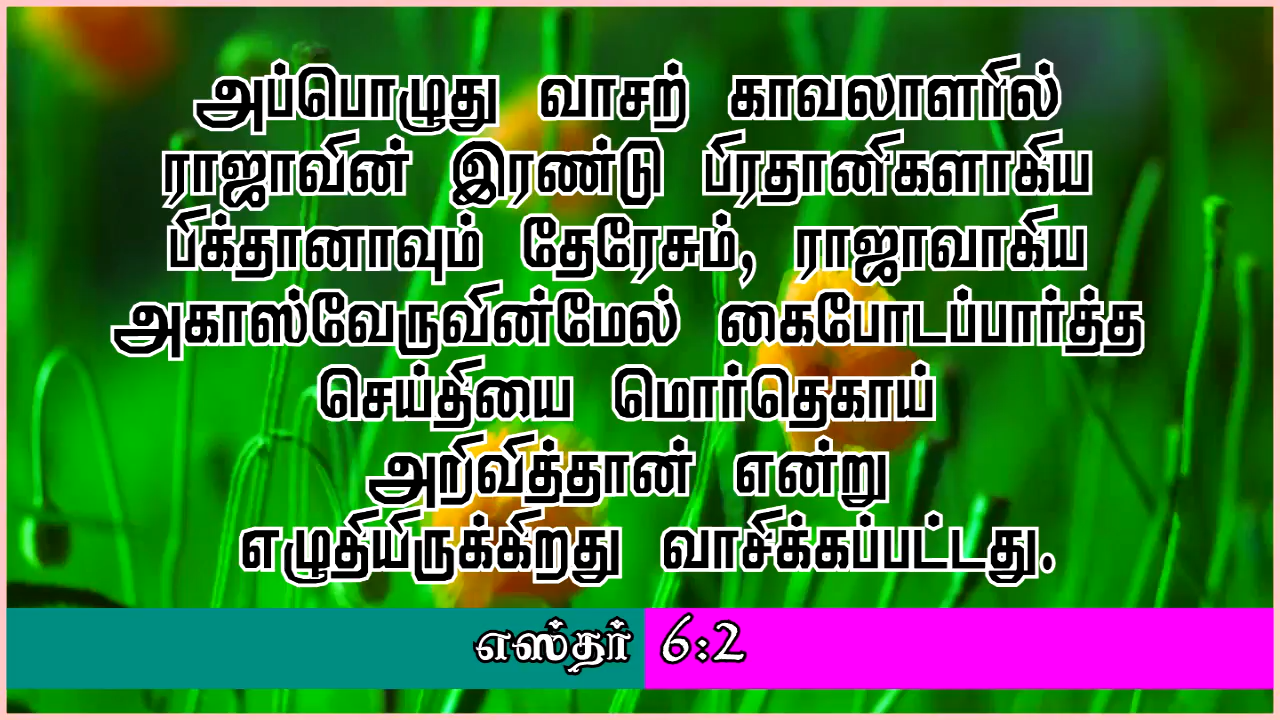 அப்பொழுது வாசற் காவலாளரில்
ராஜாவின் இரண்டு பிரதானிகளாகிய
பிக்தானாவும் தேரேசும், ராஜாவாகிய
அகாஸ்வேருவின்மேல் கைபோடப்பார்த்த
செய்தியை மொர்தெகாய்
அறிவித்தான் என்று
எழுதியிருக்கிறது வாசிக்கப்பட்டது.
எஸ்தர் 6:2